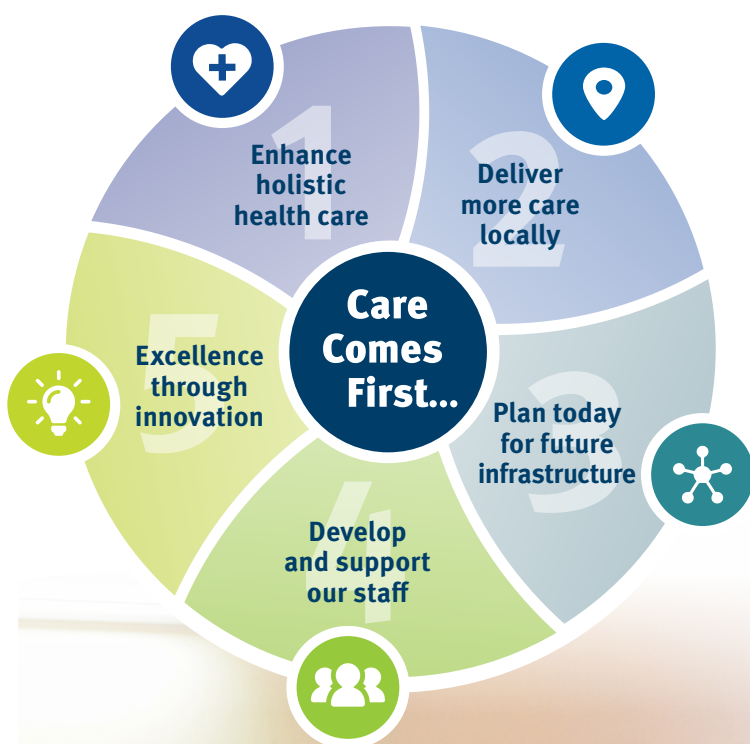 Care
Comes
First...
1
Enhance
holistic
health care
2
Deliver
more care
locally
3
Plan today
for future
infrastructure
4
Develop
and support
our staff
5
Excellence
through
innovation